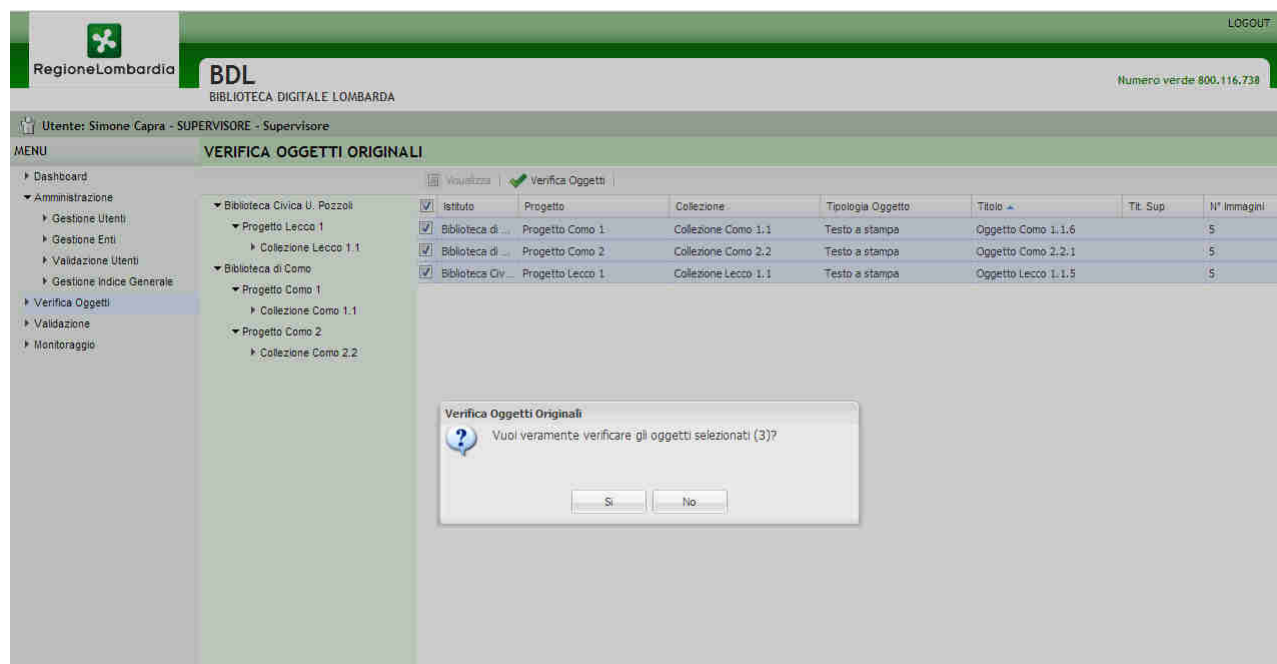 LOGOUT
RegioneLombardia
BDL
BIBLIOTECA DIGITALE LOMBARDA
Numero verde 800.116.738
Utente: Simone Capra - SUPERVISORE - Supervisore
MENU
Dashboard
Amministrazione
Gestione Utenti
Gestione Enti
Validazione Utenti
Gestione Indice Generale
Verifica Oggetti
Validazione
Monitoraggio
VERIFICA OGGETTI ORIGINALI
Biblioteca Civica U. Pozzoli
Progetto Lecco 1
Collezione Lecco 1.1
Biblioteca di Como
Progetto Como 1
Collezione Como 1.1
Progetto Como 2
Collezione Como 2.2
Visualizza Verifica Oggetti
Istituto Progetto Collezione Tipologia Oggetto Titolo Tit. Sup N° Immagini
Biblioteca di ... Progetto Como 1 Collezione Como 1.1 Testo a stampa Oggetto Como 1.1.6 5
Biblioteca di ... Progetto Como 2 Collezione Como 2.2 Testo a stampa Oggetto Como 2.2.1 5
Biblioteca Civ... Progetto Lecco 1 Collezione Lecco 1.1 Testo a stampa Oggetto Lecco 1.1.5 5
Verifica Oggetti Originali
Vuoi veramente verificare gli oggetti selezionati (3)?
Si No